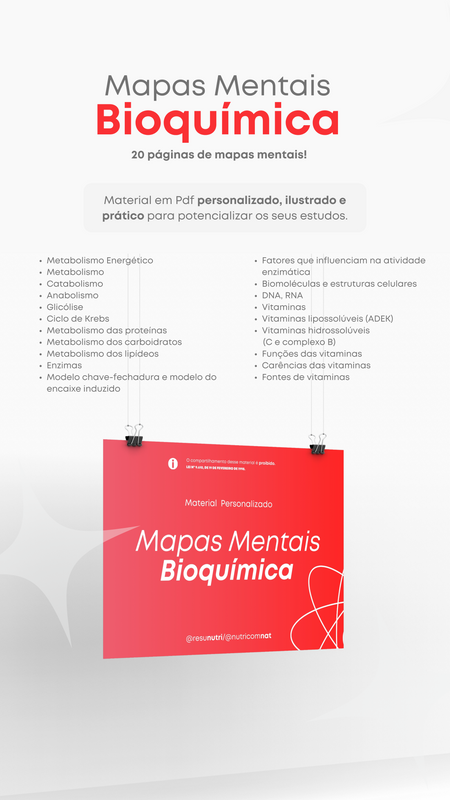 Mapas Mentais
Bioquímica
20 páginas de mapas mentais!
Material em Pdf personalizado, ilustrado e
prático para potencializar os seus estudos.
• Metabolismo Energético
• Metabolismo
• Catabolismo
• Anabolismo
• Glicólise
• Ciclo de Krebs
• Metabolismo das proteínas
• Metabolismo dos carboidratos
• Metabolismo dos lipídeos
• Enzimas
• Modelo chave-fechadura e modelo do
encaixe induzido
• Fatores que influenciam na atividade
enzimática
• Biomoléculas e estruturas celulares
• DNA, RNA
• Vitaminas
• Vitaminas lipossolúveis (ADEK)
• Vitaminas hidrossolúveis
(C e complexo B)
• Funções das vitaminas
• Carências das vitaminas
• Fontes de vitaminas
O compartilhamento desse material é proibido.
LEI Nº 9.610, DE 19 DE FEVEREIRO DE 1998.
Material Personalizado
Mapas Mentais
Bioquímica
@resunutri/@nutricomnat